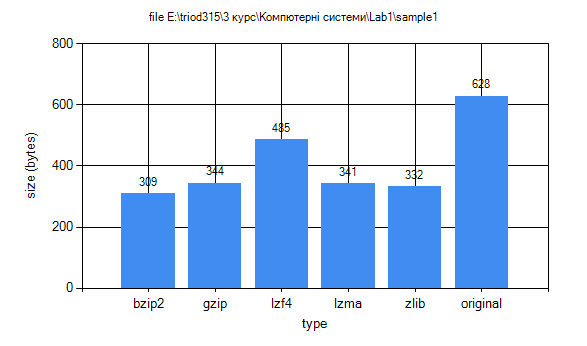 file E:\triod315\3 курс\Компютерні системи\Lab1\sample1
800
600
400
200
0
size (bytes)
309
344
485
341
332
628
bzip2
gzip
lzf4
lzma
zlib
original
type